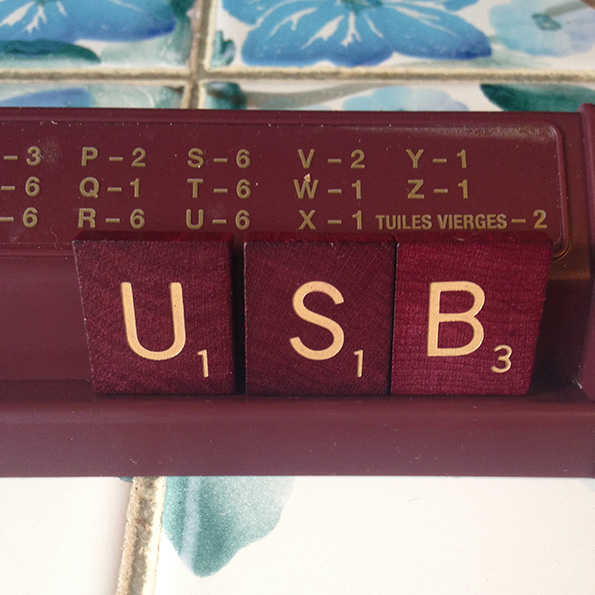 -3 P-2 S-6 V-2 Y-1
-6 Q-1 T-6 W-1 Z-1
-6 R-6 U-6 X-1 TUILES VIERGES-2
U1 S1 B3